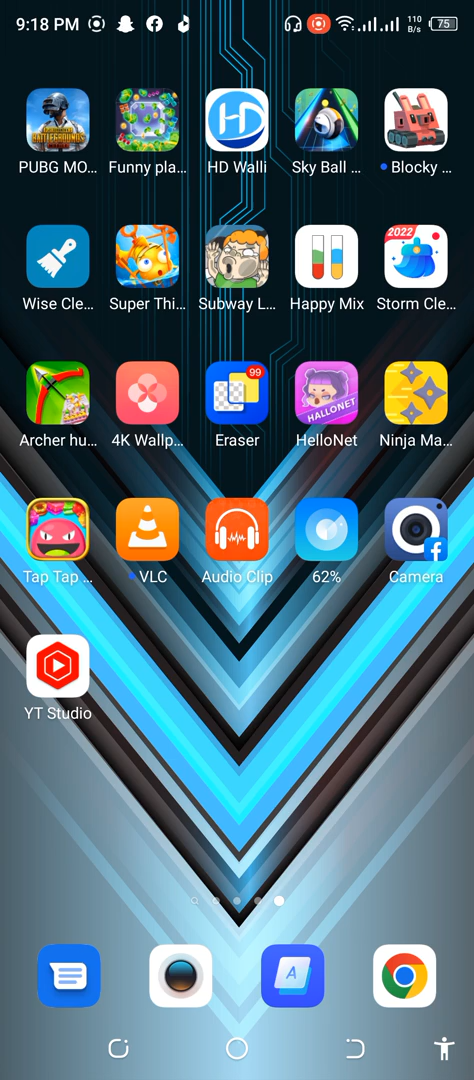 9:18 PM
110
B/s
75
PUBG MO...
Funny pla...
HD Walli
Sky Ball ...
Blocky ...
2022
Wise Cle...
Super Thi...
Subway L...
Happy Mix
Storm Cle...
99
HALLONET
Archer hu...
4K Wallp...
Eraser
HelloNet
Ninja Ma...
Tap Tap ...
VLC
Audio Clip
62%
Camera
YT Studio
A